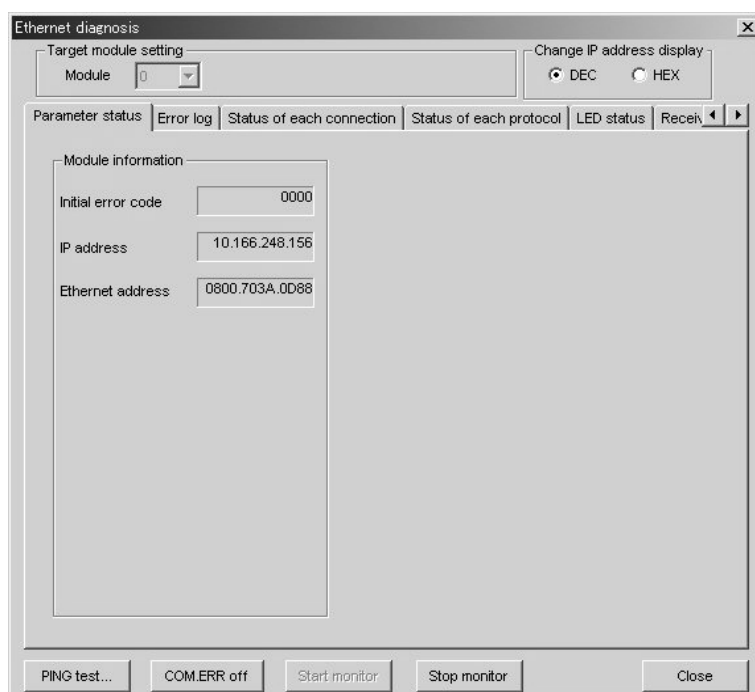 Ethernet diagnosis
Target module setting
Change IP address display
Module 0
DEC HEX
Parameter status Error log Status of each connection Status of each protocol LED status Receiv
Module information
Initial error code 0000
IP address 10.166.248.156
Ethernet address 0800.703A.0D88
PING test... COM.ERR off Start monitor Stop monitor Close